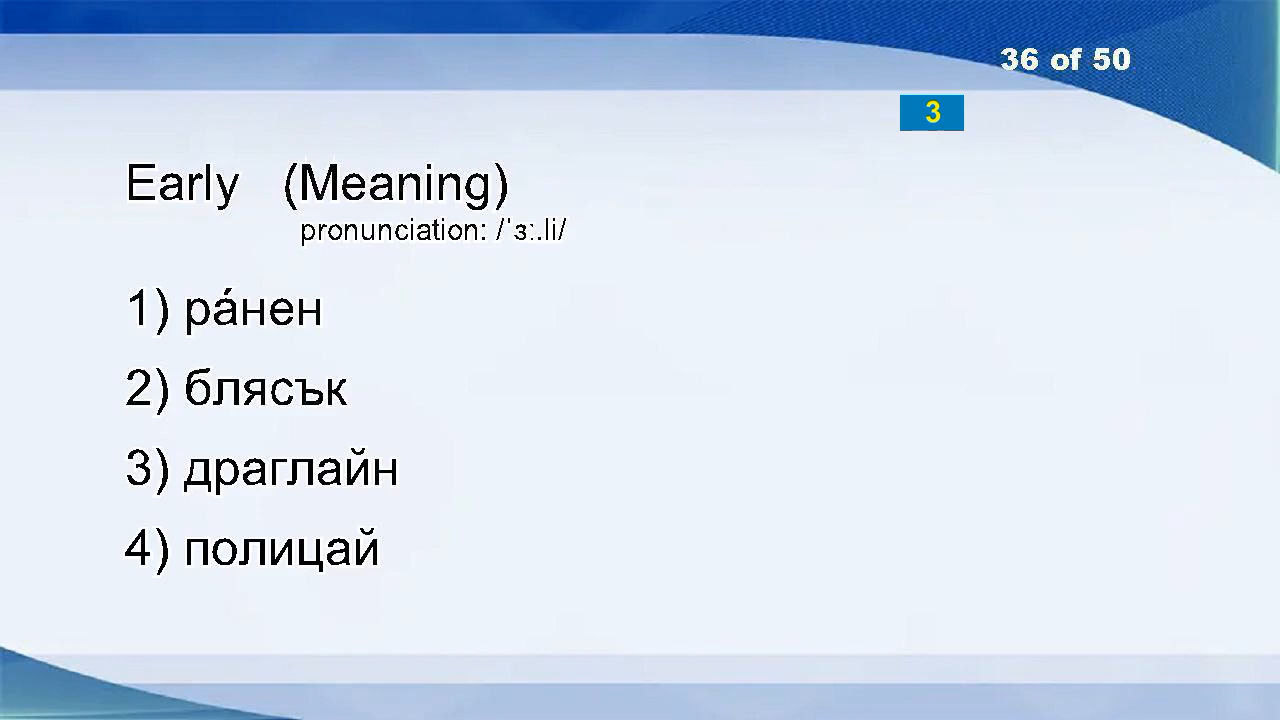 36 of 50
3
Early (Meaning)
pronunciation: /ˈɜː.li/
1) ра́нен
2) блясък
3) драглайн
4) полицай